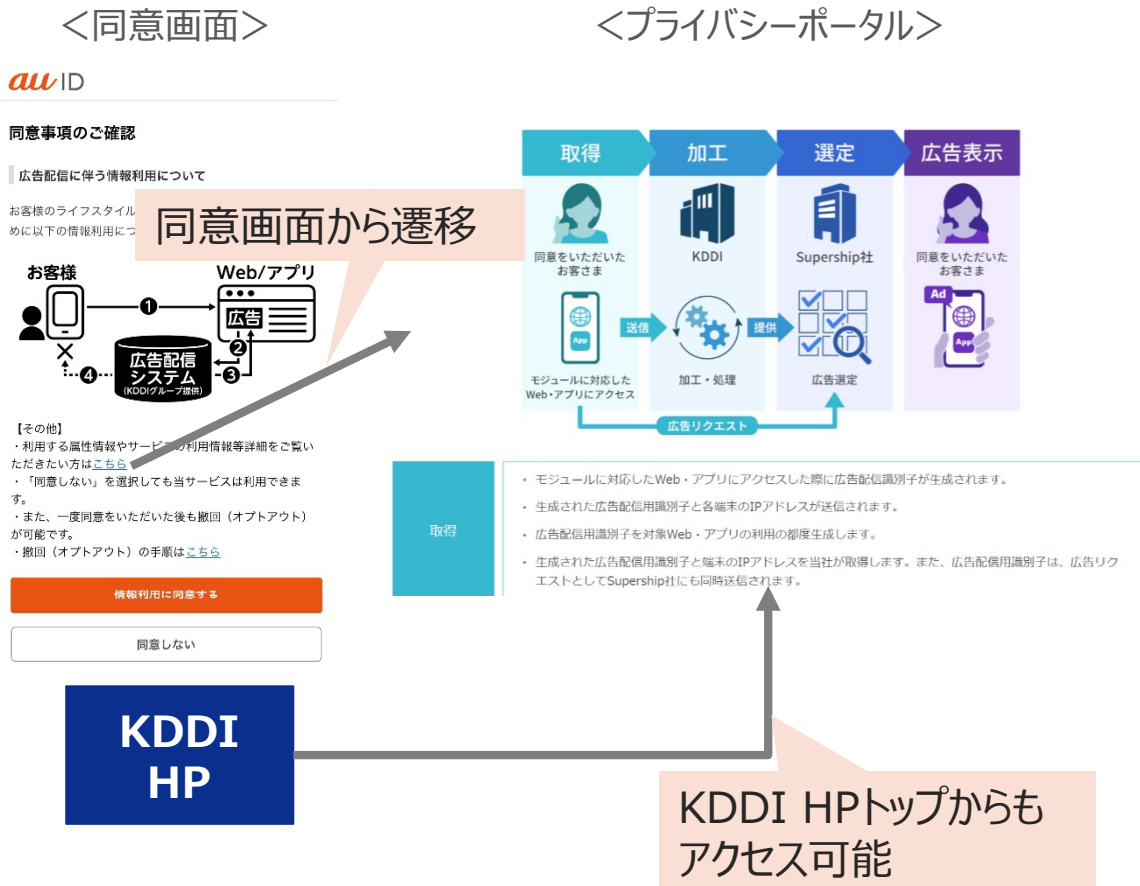 ＜同意画面＞
＜プライバシーポータル＞
au ID
同意事項のご確認
広告配信に伴う情報利用について
お客様のライフスタイル
めに以下の情報利用につ
同意画面から遷移
お客様
Web/アプリ
❶
広告
❷
広告配信
システム
(KDDIグループ提供)
❸
❹
【その他】
・利用する属性情報やサービスの利用情報等詳細をご覧い
ただきたい方はこちら
・「同意しない」を選択しても当サービスは利用できま
す。
・また、一度同意をいただいた後も撤回（オプトアウト）
が可能です。
・撤回（オプトアウト）の手順はこちら
情報利用に同意する
同意しない
取得
加工
選定
広告表示
同意をいただいた
お客さま
KDDI
Supership社
同意をいただいた
お客さま
App
送信
提供
Ad
App
モジュールに対応した
Web・アプリにアクセス
加工・処理
広告選定
広告リクエスト
取得
・ モジュールに対応したWeb・アプリにアクセスした際に広告配信識別子が生成されます。
・ 生成された広告配信用識別子と各端末のIPアドレスが送信されます。
・ 広告配信用識別子を対象Web・アプリの利用の都度生成します。
・ 生成された広告配信用識別子と端末のIPアドレスを当社が取得します。また、広告配信用識別子は、広告リク
エストとしてSupership社にも同時送信されます。
KDDI
HP
KDDI HPトップからも
アクセス可能